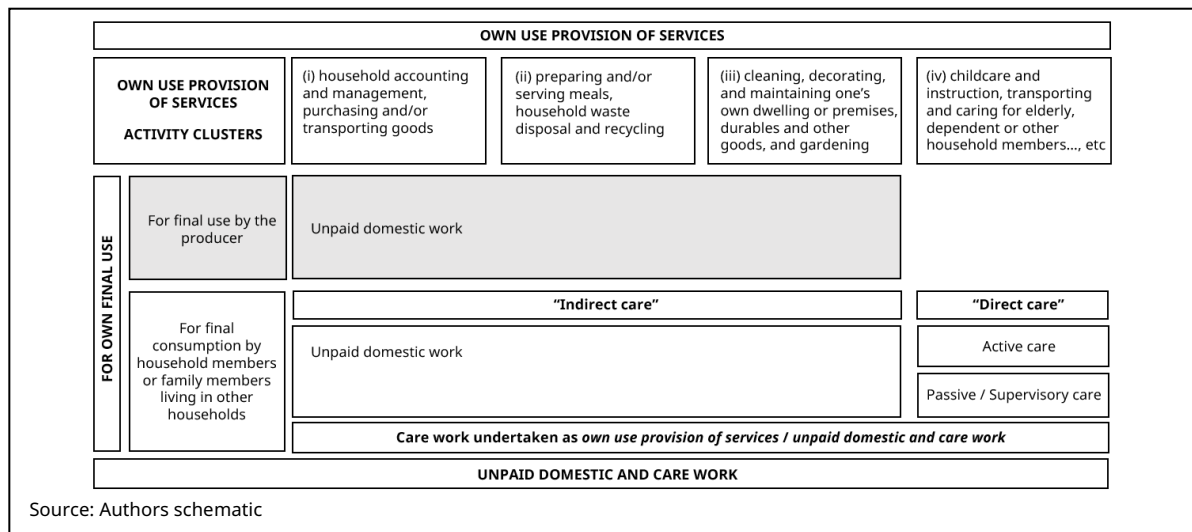 OWN USE PROVISION OF SERVICES
OWN USE PROVISION
OF SERVICES
ACTIVITY CLUSTERS
(i) household accounting
and management,
purchasing and/or
transporting goods
(ii) preparing and/or
serving meals,
household waste
disposal and recycling
(iii) cleaning, decorating,
and maintaining one’s
own dwelling or premises,
durables and other
goods, and gardening
(iv) childcare and
instruction, transporting
and caring for elderly,
dependent or other
household members..., etc
FOR OWN FINAL USE
For final use by the
producer
Unpaid domestic work
For final
consumption by
household members
or family members
living in other
households
“Indirect care”
“Direct care”
Unpaid domestic work
Active care
Passive / Supervisory care
Care work undertaken as own use provision of services / unpaid domestic and care work
UNPAID DOMESTIC AND CARE WORK
Source: Authors schematic